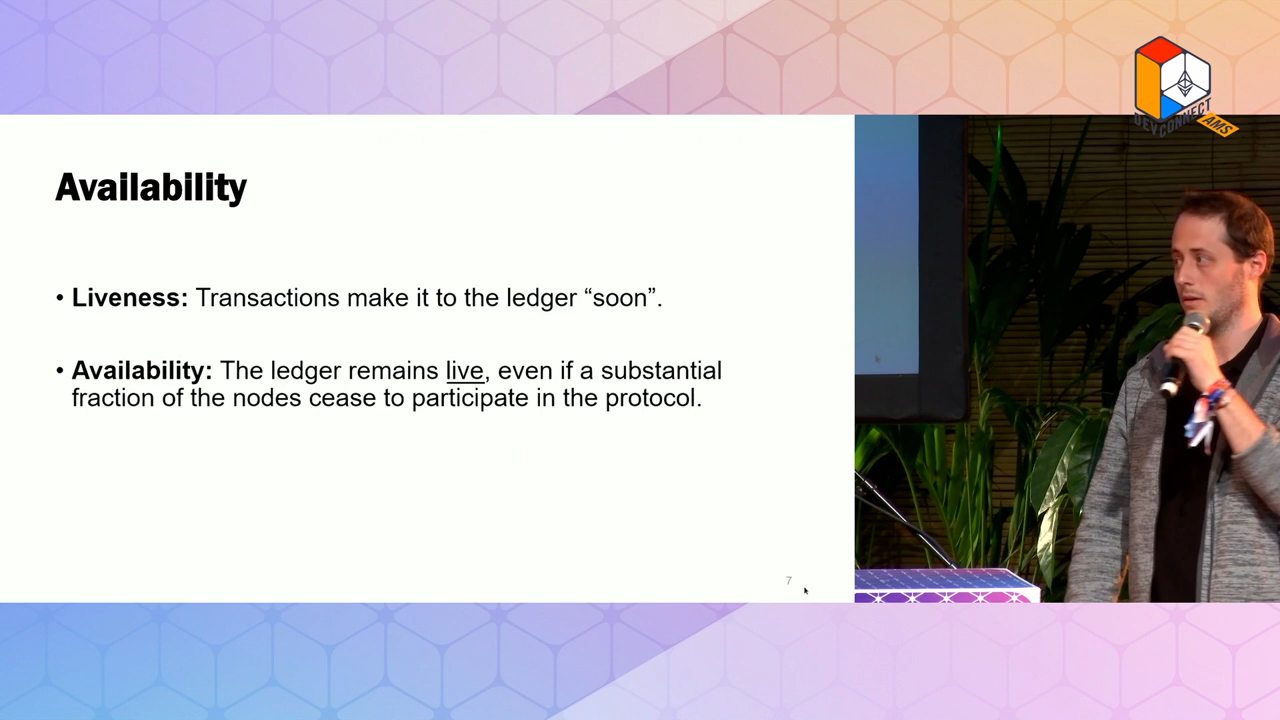 DEVCONNECT
AMS
Availability
• Liveness: Transactions make it to the ledger “soon”.
• Availability: The ledger remains live, even if a substantial
fraction of the nodes cease to participate in the protocol.
7